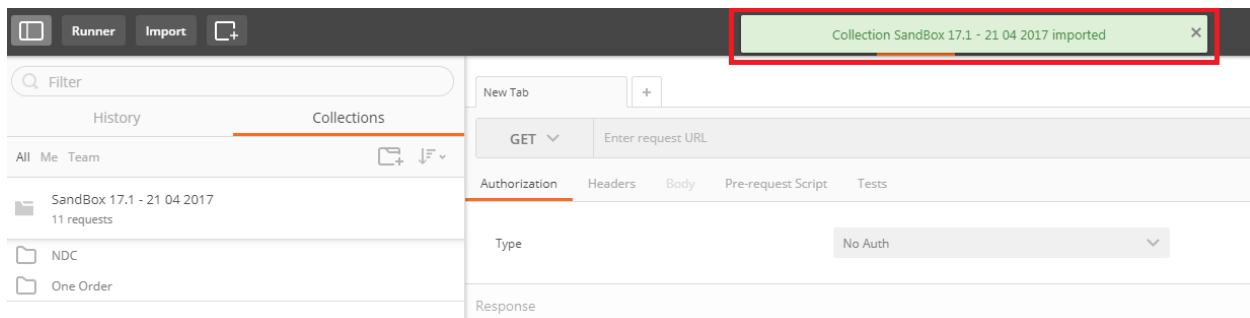 Runner Import
Collection SandBox 17.1 - 21 04 2017 imported
Filter
History Collections
All Me Team
SandBox 17.1 - 21 04 2017
11 requests
NDC
One Order
New Tab
GET Enter request URL
Authorization Headers Body Pre-request Script Tests
Type No Auth
Response